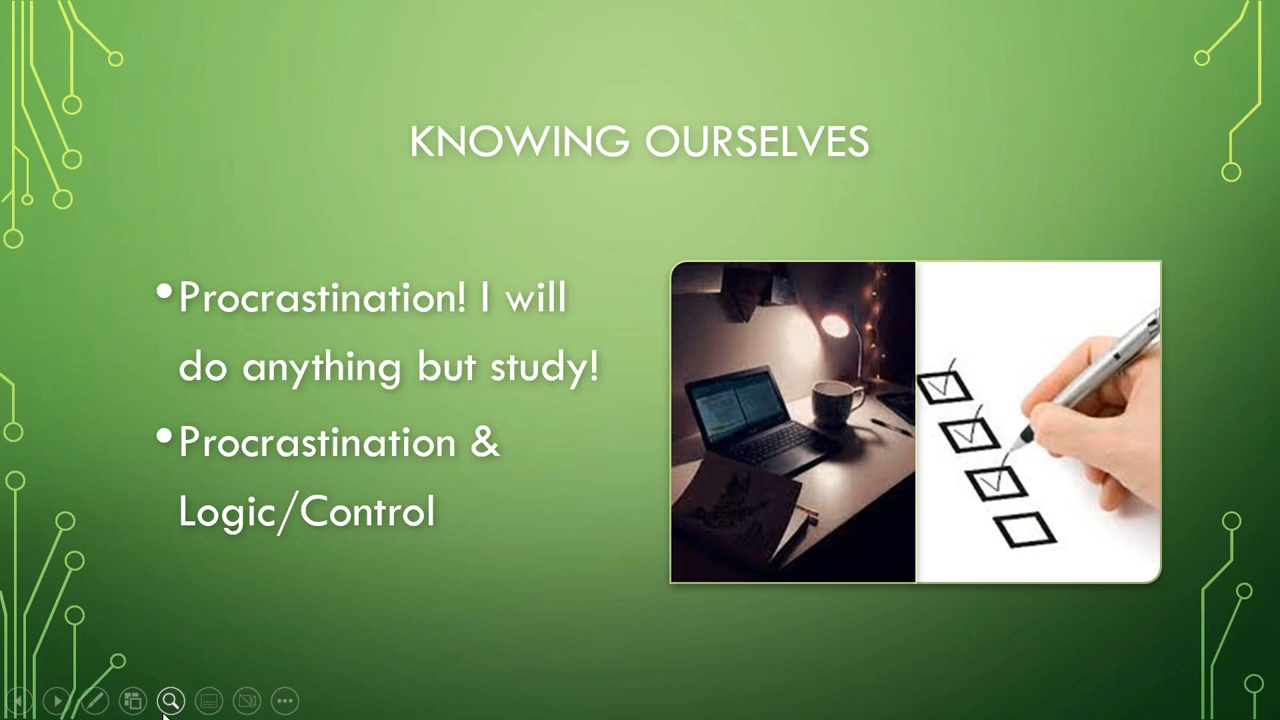 KNOWING OURSELVES
•Procrastination! I will
do anything but study!
•Procrastination &
Logic/Control